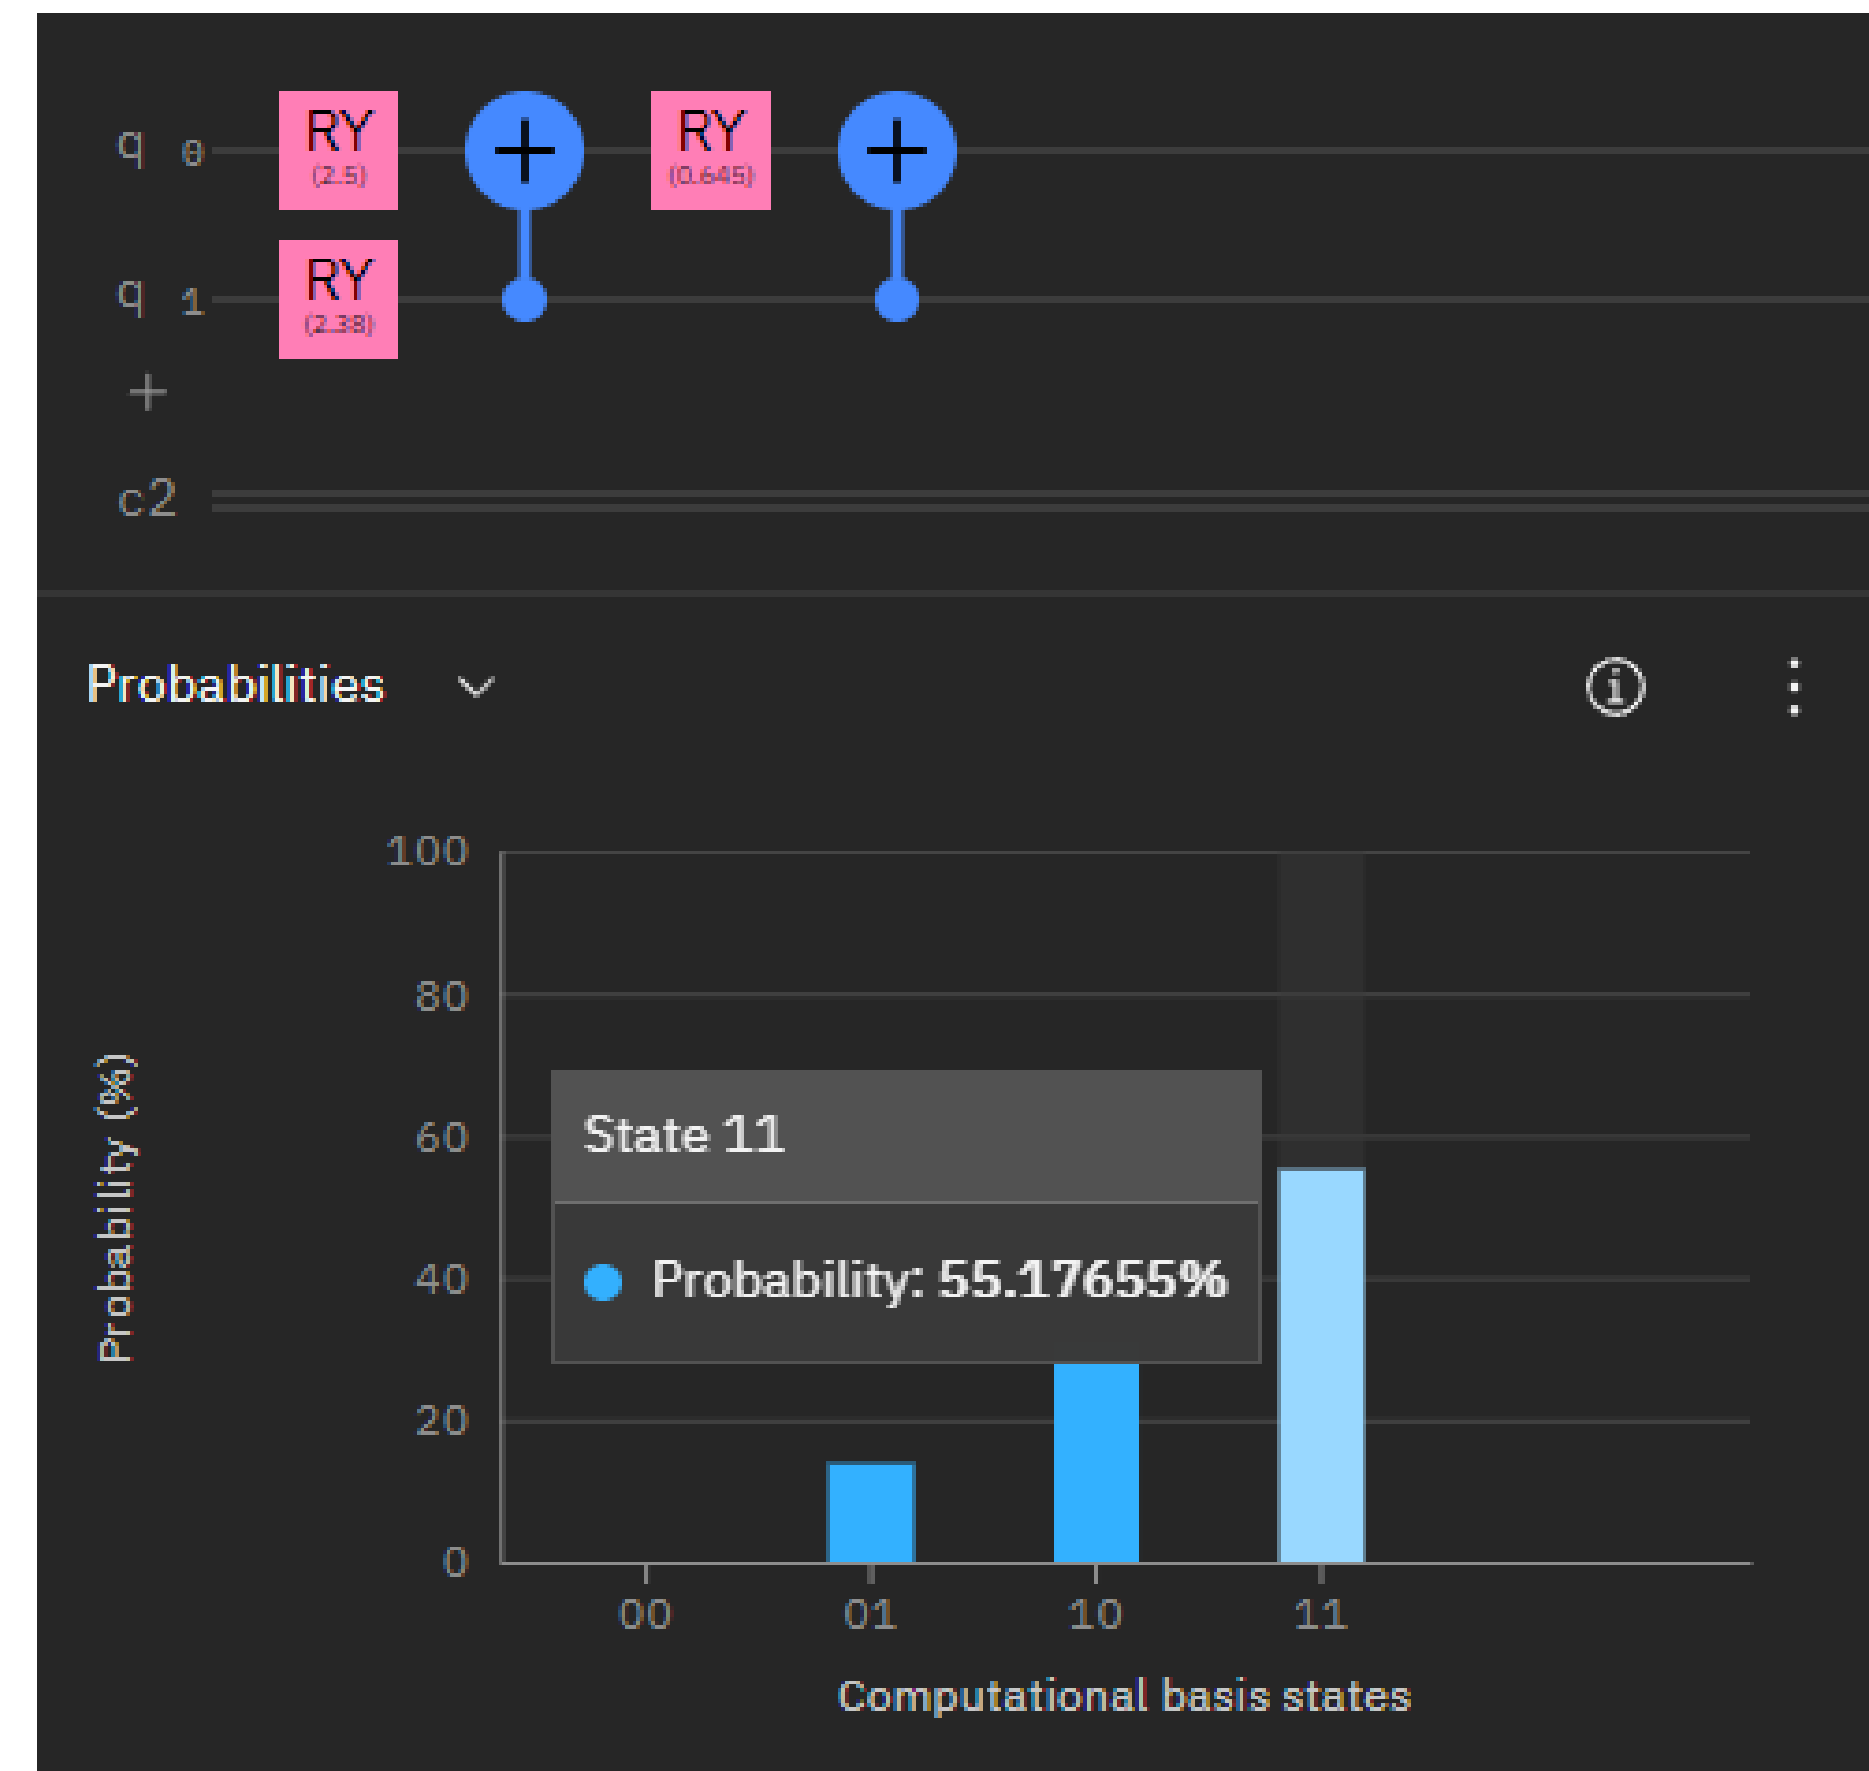 q 0 RY
(2.5)
+
RY
(0.645)
+
q 1 RY
(2.38)
+
c2
Probabilities
100
80
60
40
20
0
Probability (%)
State 11
Probability: 55.17655%
00 01 10 11
Computational basis states